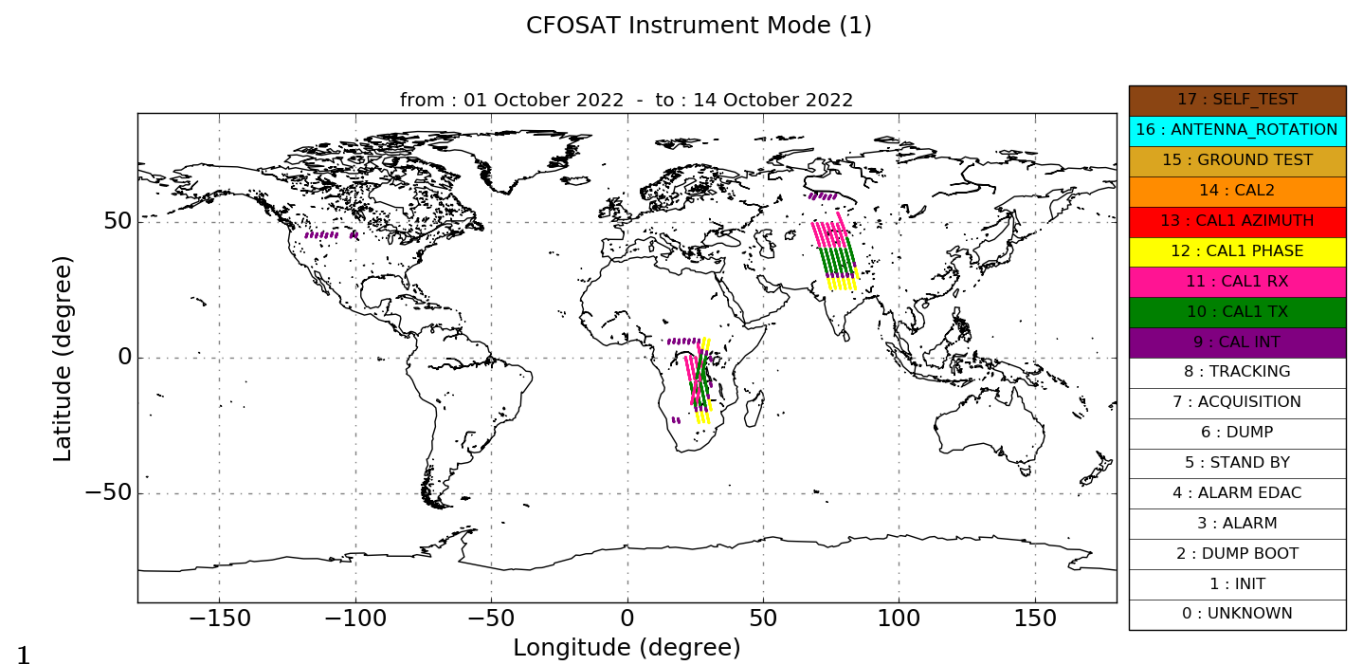 CFOSAT Instrument Mode (1)
from : 01 October 2022 - to : 14 October 2022
17 : SELF_TEST
16 : ANTENNA_ROTATION
15 : GROUND TEST
14 : CAL2
13 : CAL1 AZIMUTH
12 : CAL1 PHASE
11 : CAL1 RX
10 : CAL1 TX
9 : CAL INT
8 : TRACKING
7 : ACQUISITION
6 : DUMP
5 : STAND BY
4 : ALARM EDAC
3 : ALARM
2 : DUMP BOOT
1 : INIT
0 : UNKNOWN
Latitude (degree)
50
0
−50
−150
−100
−50
0
50
100
150
Longitude (degree)
1